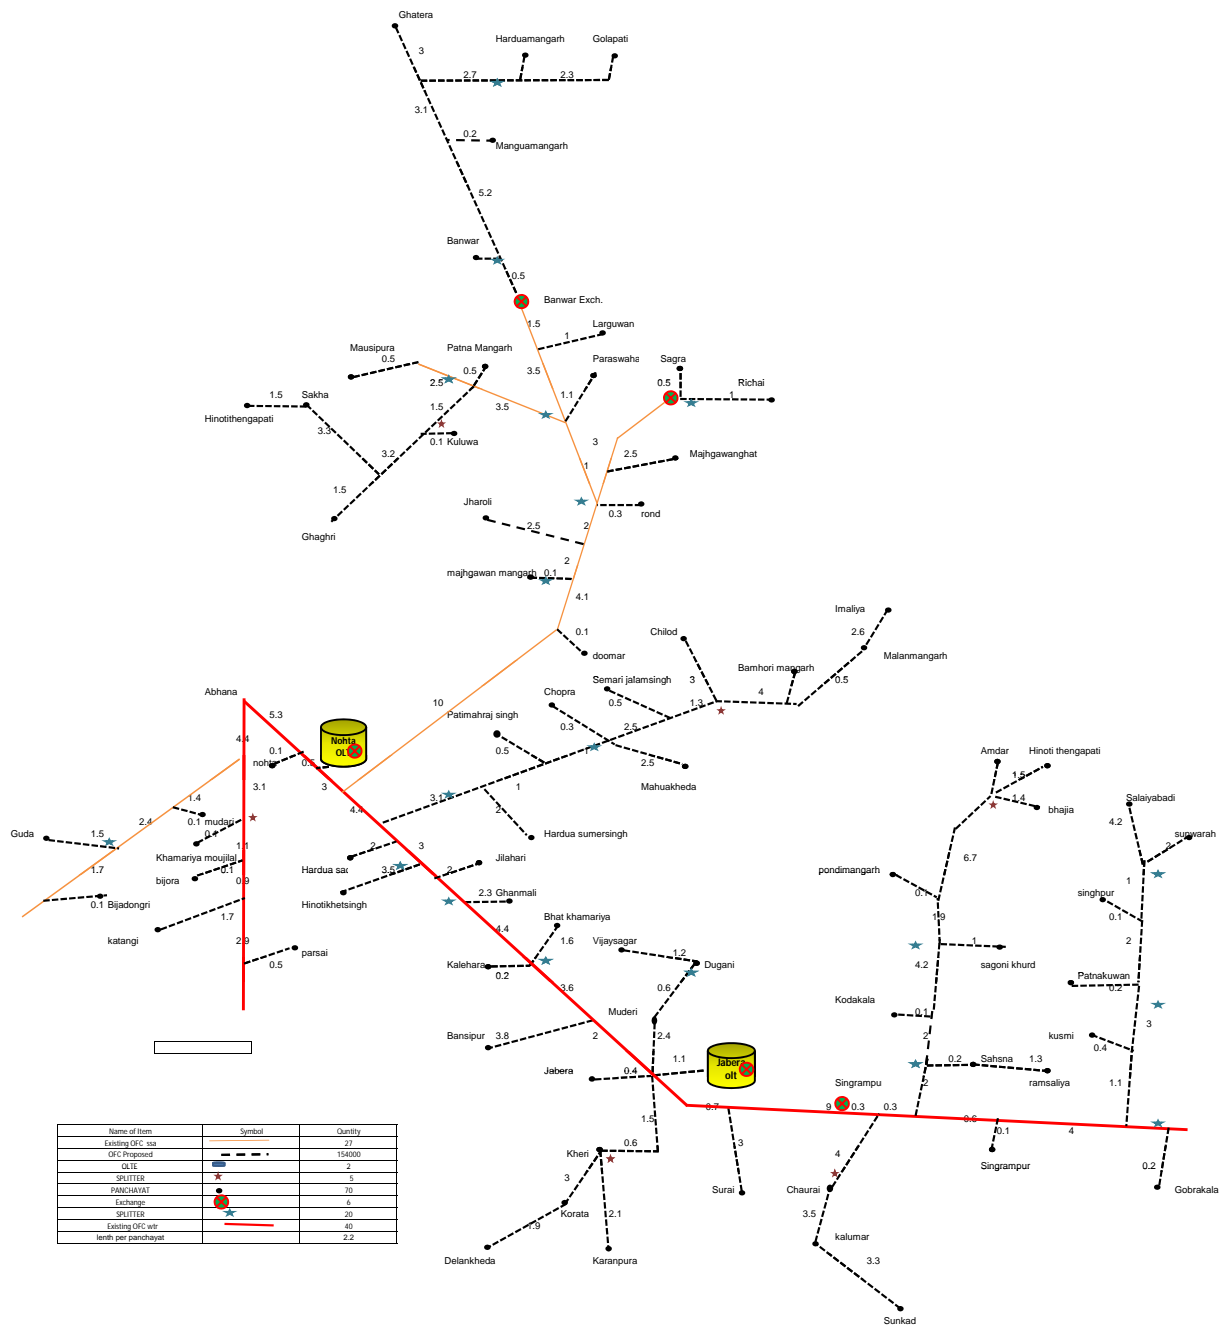 Ghatera
Harduamangarh
Golapati
3
2.7
2.3
3.1
0.2
Manguamangarh
5.2
Banwar
0.5
Banwar Exch.
1.5
Larguwan
1
Mausipura
0.5
Patna Mangarh
0.5
3.5
Paraswaha
Sagra
Richai
0.5
1
1.1
2.5
1.5
Sakha
Hinotithengapati
1.5
3.5
3.3
0.1
Kuluwa
3
2.5
Majhgawanghat
3.2
1
1.5
Jharoli
0.3
rond
2
2.5
Ghaghri
2
majhgawan mangarh
0.1
4.1
Imaliya
2.6
0.1
doomar
Chilod
Malanmangarh
Bamhori mangarh
3
4
0.5
Semari jalamsingh
0.5
1.3
Abhana
5.3
10
Chopra
0.3
Patimahraj singh
2.5
4.4
0.1
Nohta
OLT
0.5
1
nohta
0.5
2.5
Mahuakheda
Amdar
Hinoti thengapati
1.5
3.1
3
3.1
1
1.4
bhajia
1.4
0.1
mudari
4.4
2
Salaiyabadi
4.2
2.4
0.1
Guda
1.5
Hardua sumersingh
sunwarah
2
1.1
2
3
Khamariya moujilal
0.1
Hardua sad
3.5
2
Jilahari
6.7
pondimangarh
1.7
bijora
0.9
1
0.1
Hinotikhetsingh
2.3
Ghanmali
singhpur
0.1
0.1
Bijadongri
1.7
1.9
katangi
2.9
4.4
Bhat khamariya
1.6
Vijaysagar
1.2
1
2
parsai
0.5
Kalehara
0.2
Dugani
sagoni khurd
4.2
Patnakuwan
0.2
0.6
3.6
Kodakala
0.1
Muderi
3
Bansipur
3.8
2
2.4
2
kusmi
0.4
1.1
Jabera
olt
0.2
Sahsna
1.3
Jabera
0.4
Singrampu
2
ramsaliya
1.1
0.7
9
0.3
0.3
0.6
0.1
4
1.5
0.6
3
4
Kheri
Singrampur
0.2
Name of Item Symbol Quntity
Existing OFC ssa 27
OFC Proposed 154000
OLTE 2
SPLITTER 5
PANCHAYAT 70
Exchange 6
SPLITTER 20
Existing OFC wtr 40
lenth per panchayat 2.2
3
Surai
Chaurai
Gobrakala
3.5
Korata
2.1
1.9
kalumar
3.3
Delankheda
Karanpura
Sunkad